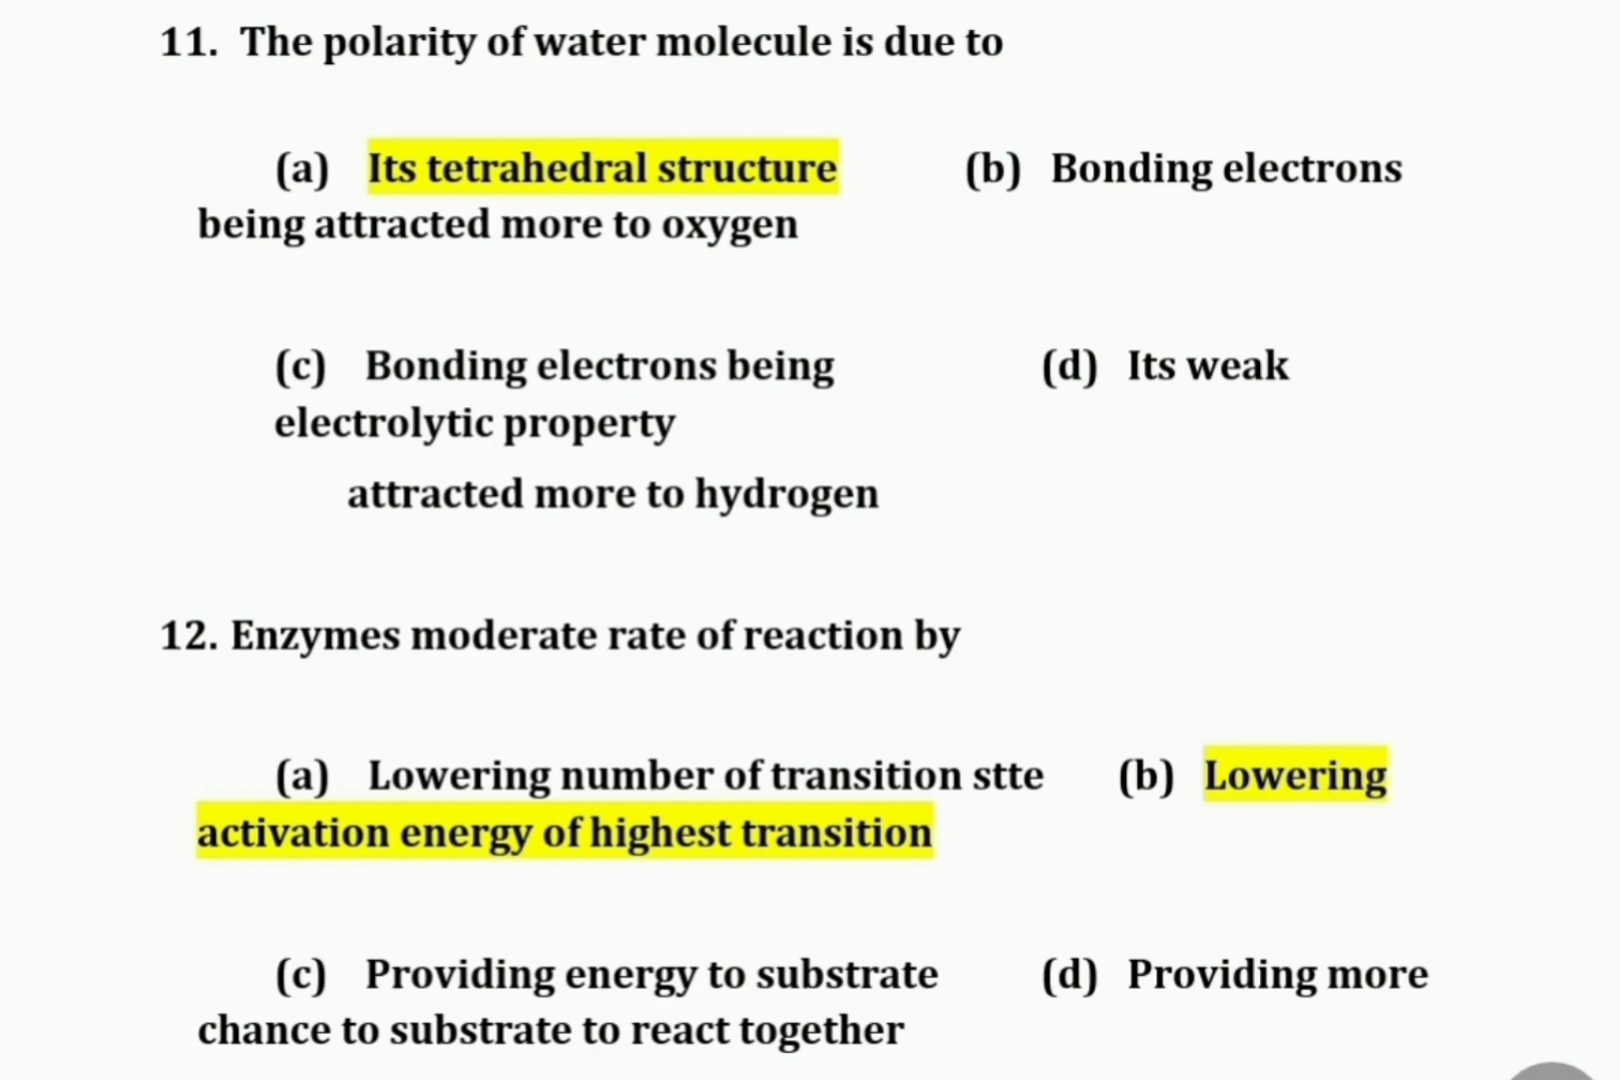 11. The polarity of water molecule is due to
(a) Its tetrahedral structure (b) Bonding electrons
being attracted more to oxygen
(c) Bonding electrons being (d) Its weak
electrolytic property
attracted more to hydrogen
12. Enzymes moderate rate of reaction by
(a) Lowering number of transition stte (b) Lowering
activation energy of highest transition
(c) Providing energy to substrate (d) Providing more
chance to substrate to react together